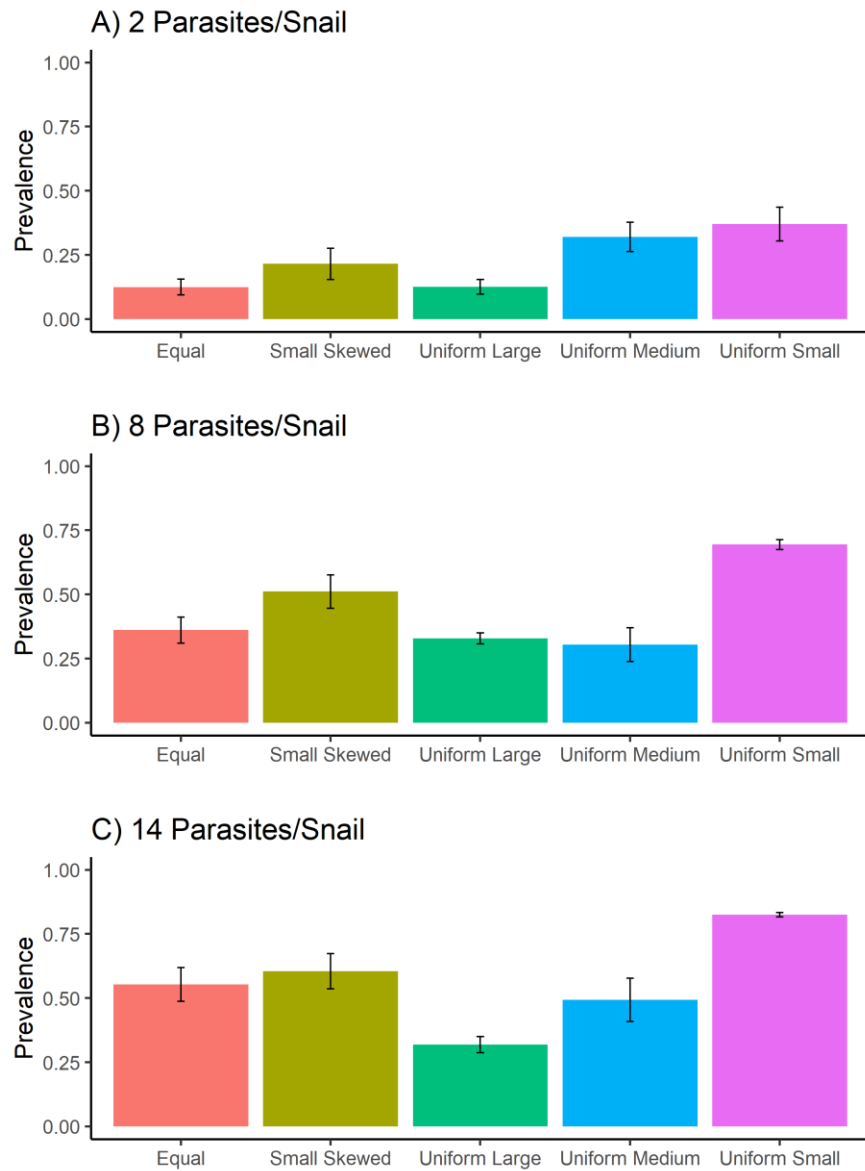 A) 2 Parasites/Snail
1.00
0.75
0.50
0.25
0.00
Prevalence
Equal Small Skewed Uniform Large Uniform Medium Uniform Small
B) 8 Parasites/Snail
1.00
0.75
0.50
0.25
0.00
Prevalence
Equal Small Skewed Uniform Large Uniform Medium Uniform Small
C) 14 Parasites/Snail
1.00
0.75
0.50
0.25
0.00
Prevalence
Equal Small Skewed Uniform Large Uniform Medium Uniform Small